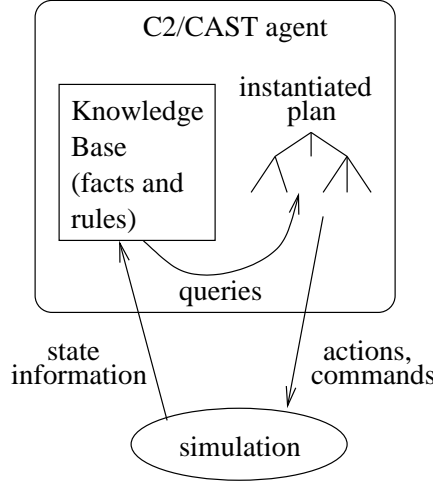 C2/CAST agent
Knowledge
Base
(facts and
rules)
instantiated
plan
queries
state
information
actions,
commands
simulation